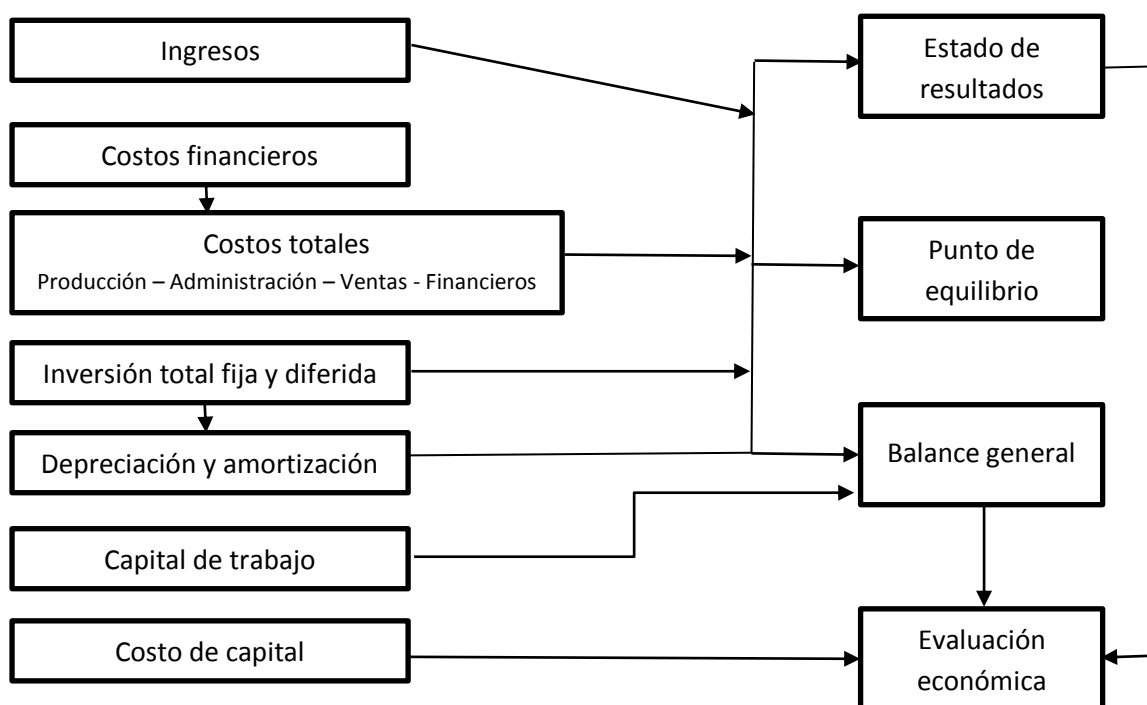 Ingresos
Costos financieros
Costos totales
Producción – Administración – Ventas - Financieros
Inversión total fija y diferida
Depreciación y amortización
Capital de trabajo
Costo de capital
Estado de
resultados
Punto de
equilibrio
Balance general
Evaluación
económica